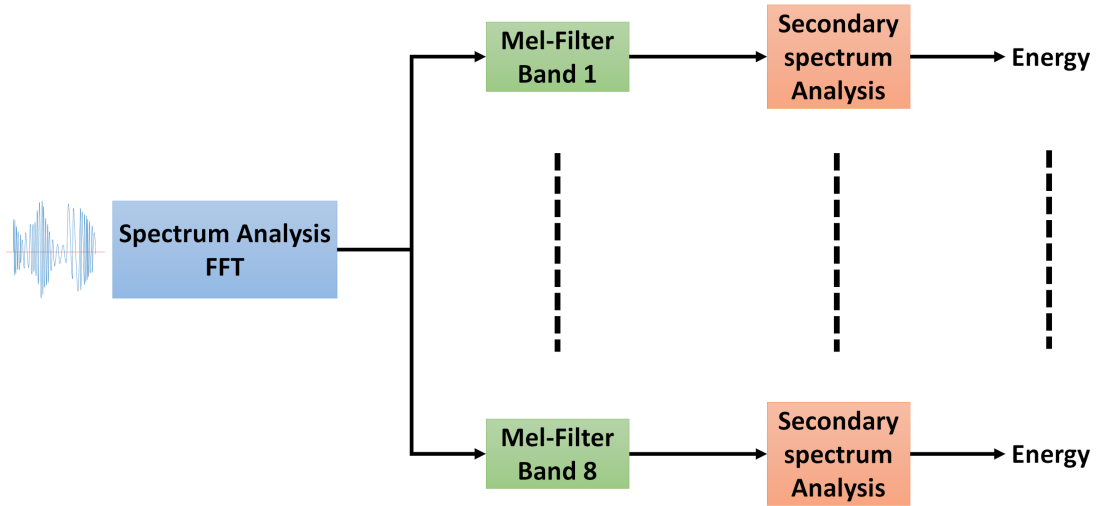 Mel-Filter
Band 1
Secondary
spectrum
Analysis
Energy
Spectrum Analysis
FFT
Mel-Filter
Band 8
Secondary
spectrum
Analysis
Energy